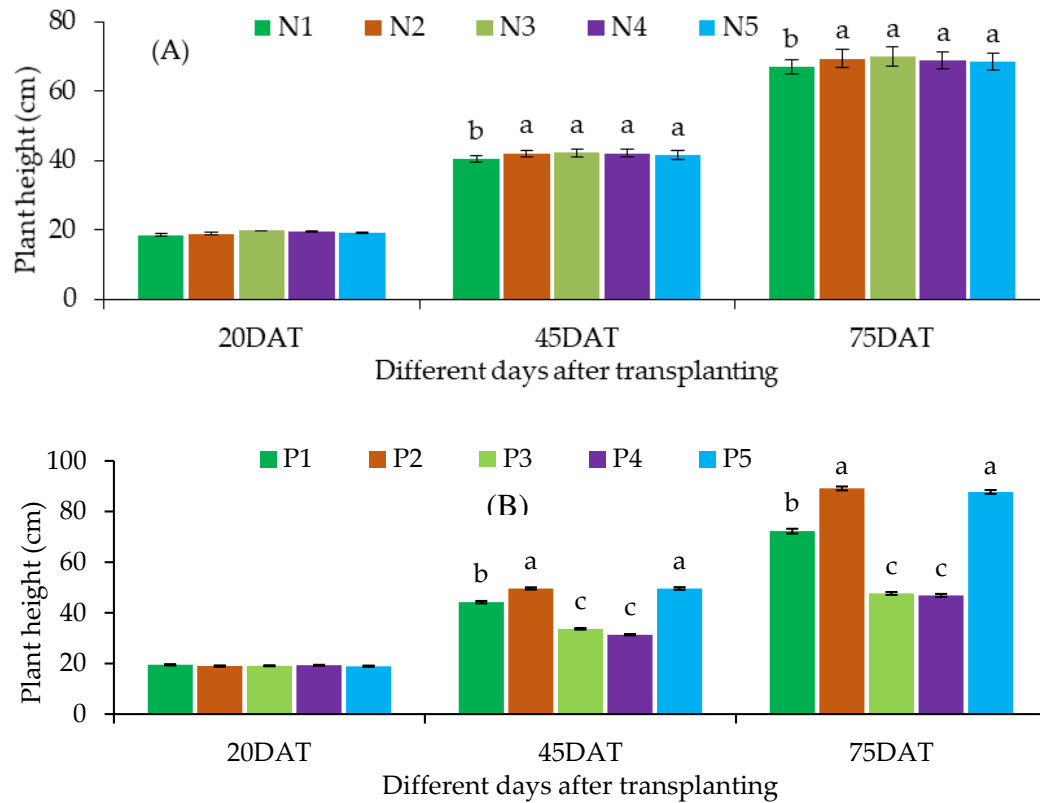 80
(A)
N1 N2 N3 N4 N5
b a a a a
60
b a a a a
40
20
0
Plant height (cm)
20DAT 45DAT 75DAT
Different days after transplanting
100
P1 P2 P3 P4 P5
(B)
b a c c a
80
b a c c a
60
40
20
0
Plant height (cm)
20DAT 45DAT 75DAT
Different days after transplanting